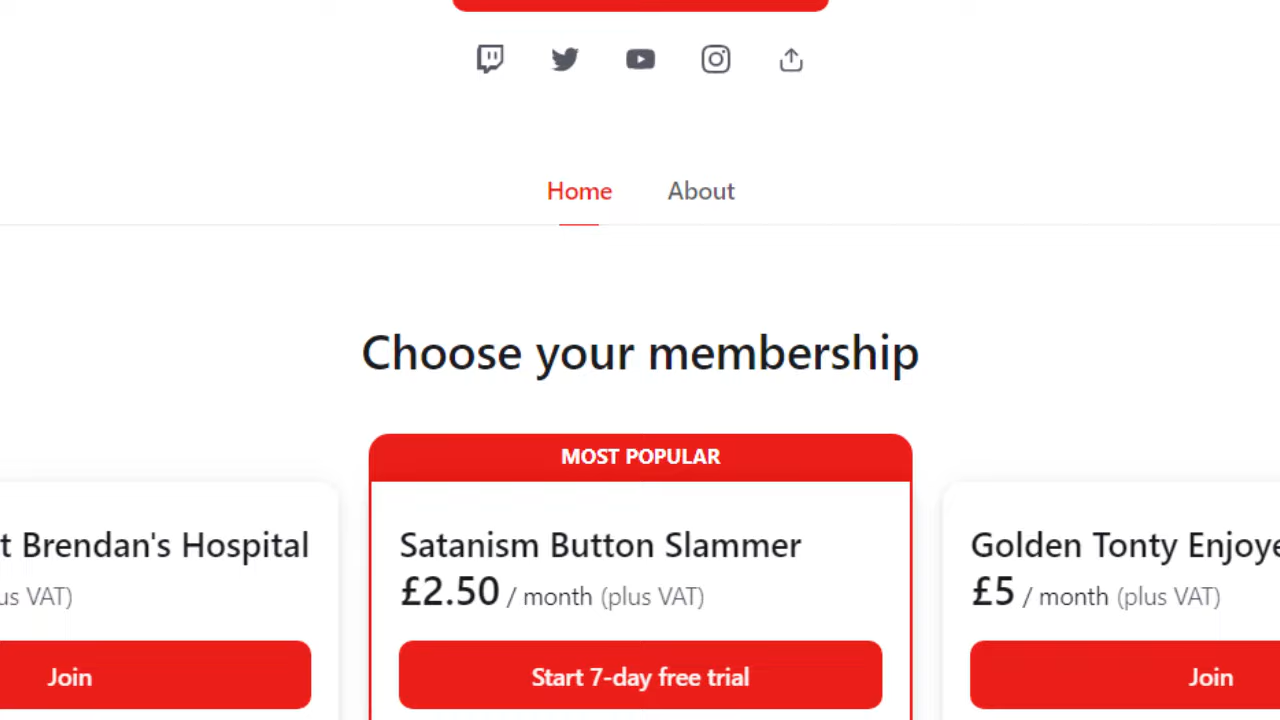 Home About
Choose your membership
MOST POPULAR
t Brendan's Hospital
us VAT)
Join
Satanism Button Slammer
£2.50 / month (plus VAT)
Start 7-day free trial
Golden Tonty Enjoye
£5 / month (plus VAT)
Join